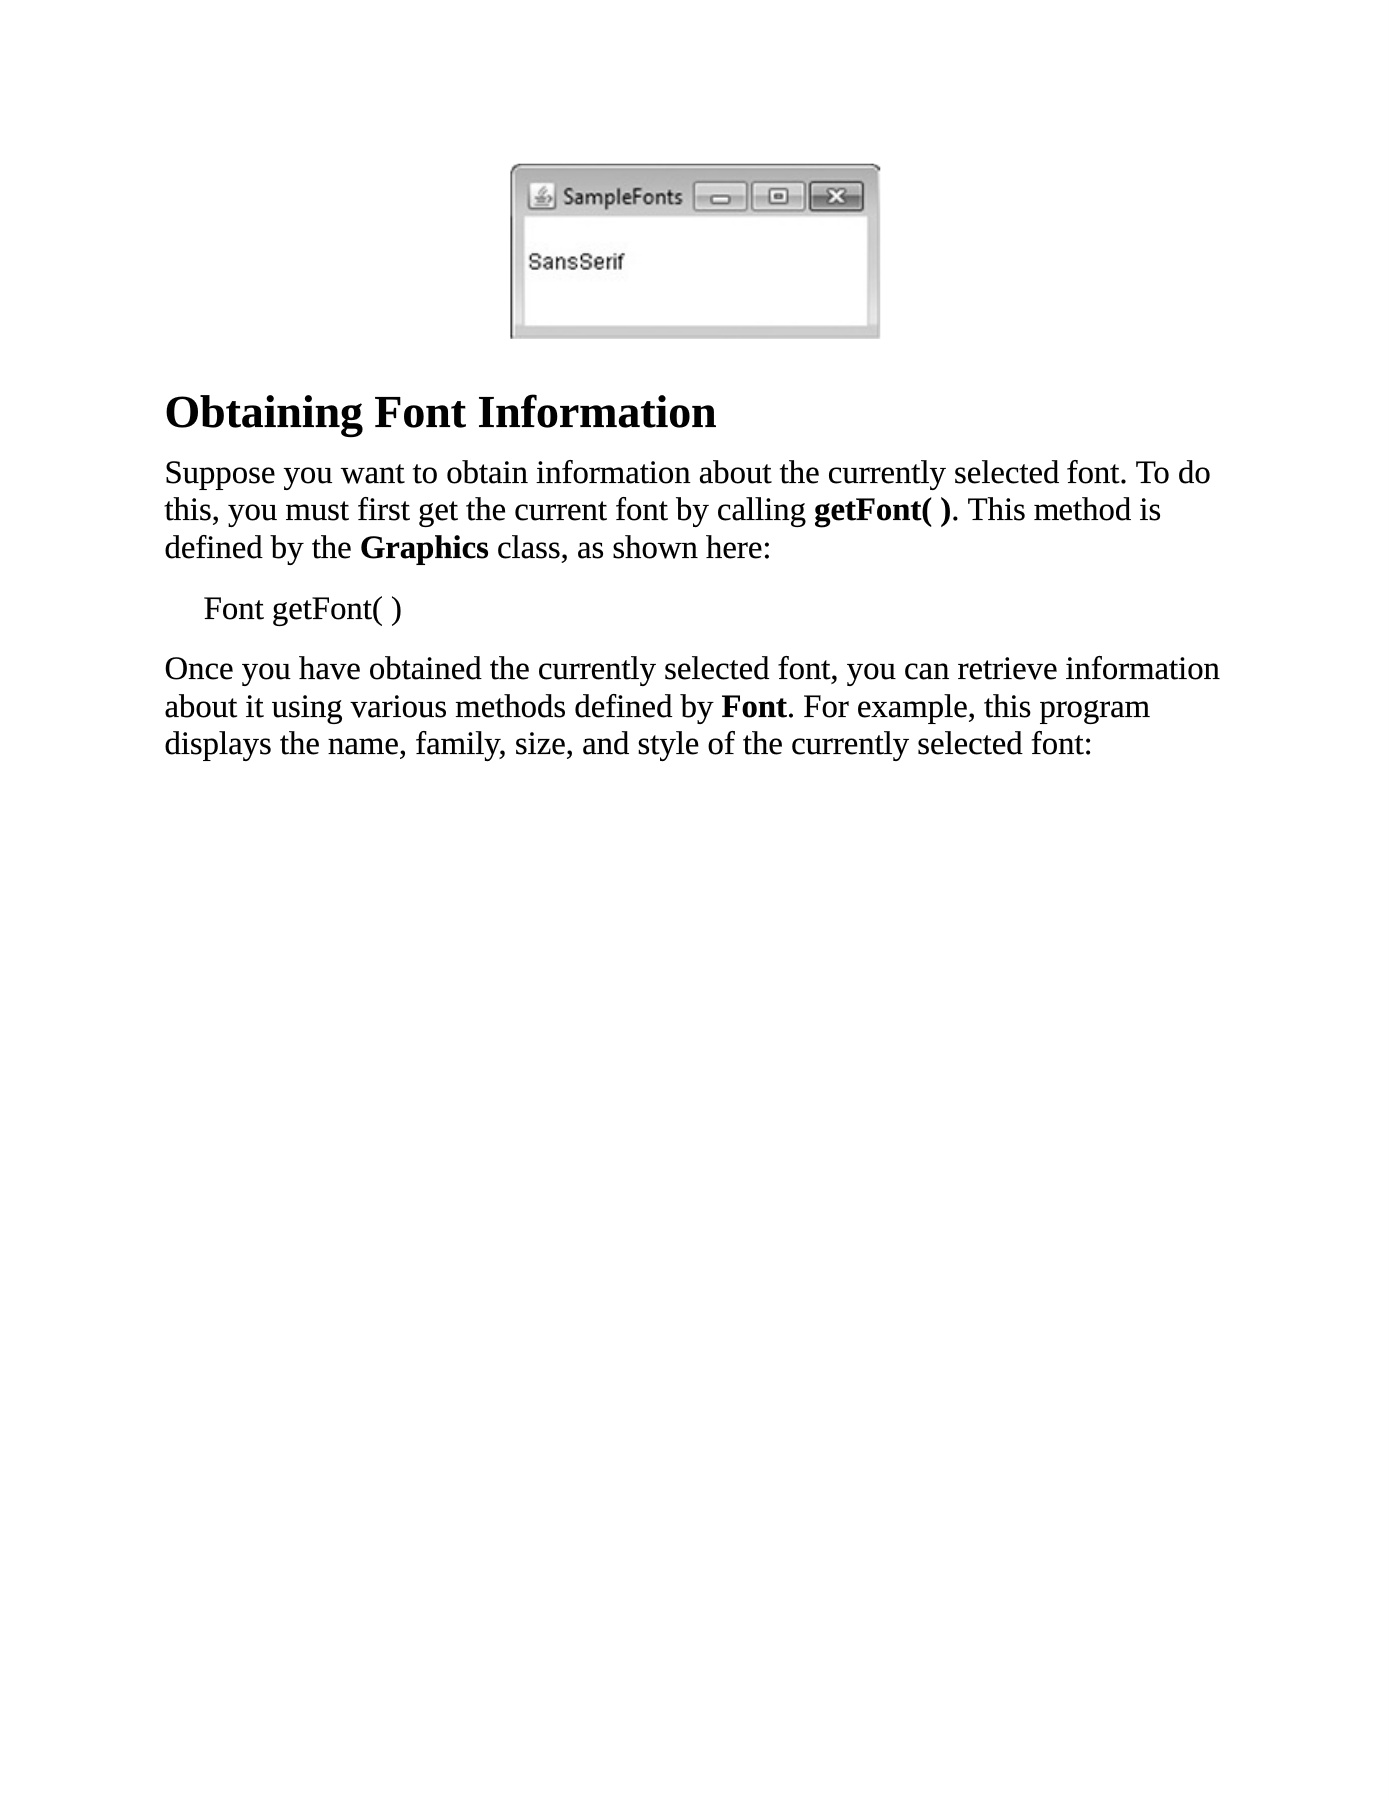 SampleFonts
SansSerif
Obtaining Font Information
Suppose you want to obtain information about the currently selected font. To do
this, you must first get the current font by calling getFont( ). This method is
defined by the Graphics class, as shown here:
Font getFont( )
Once you have obtained the currently selected font, you can retrieve information
about it using various methods defined by Font. For example, this program
displays the name, family, size, and style of the currently selected font: